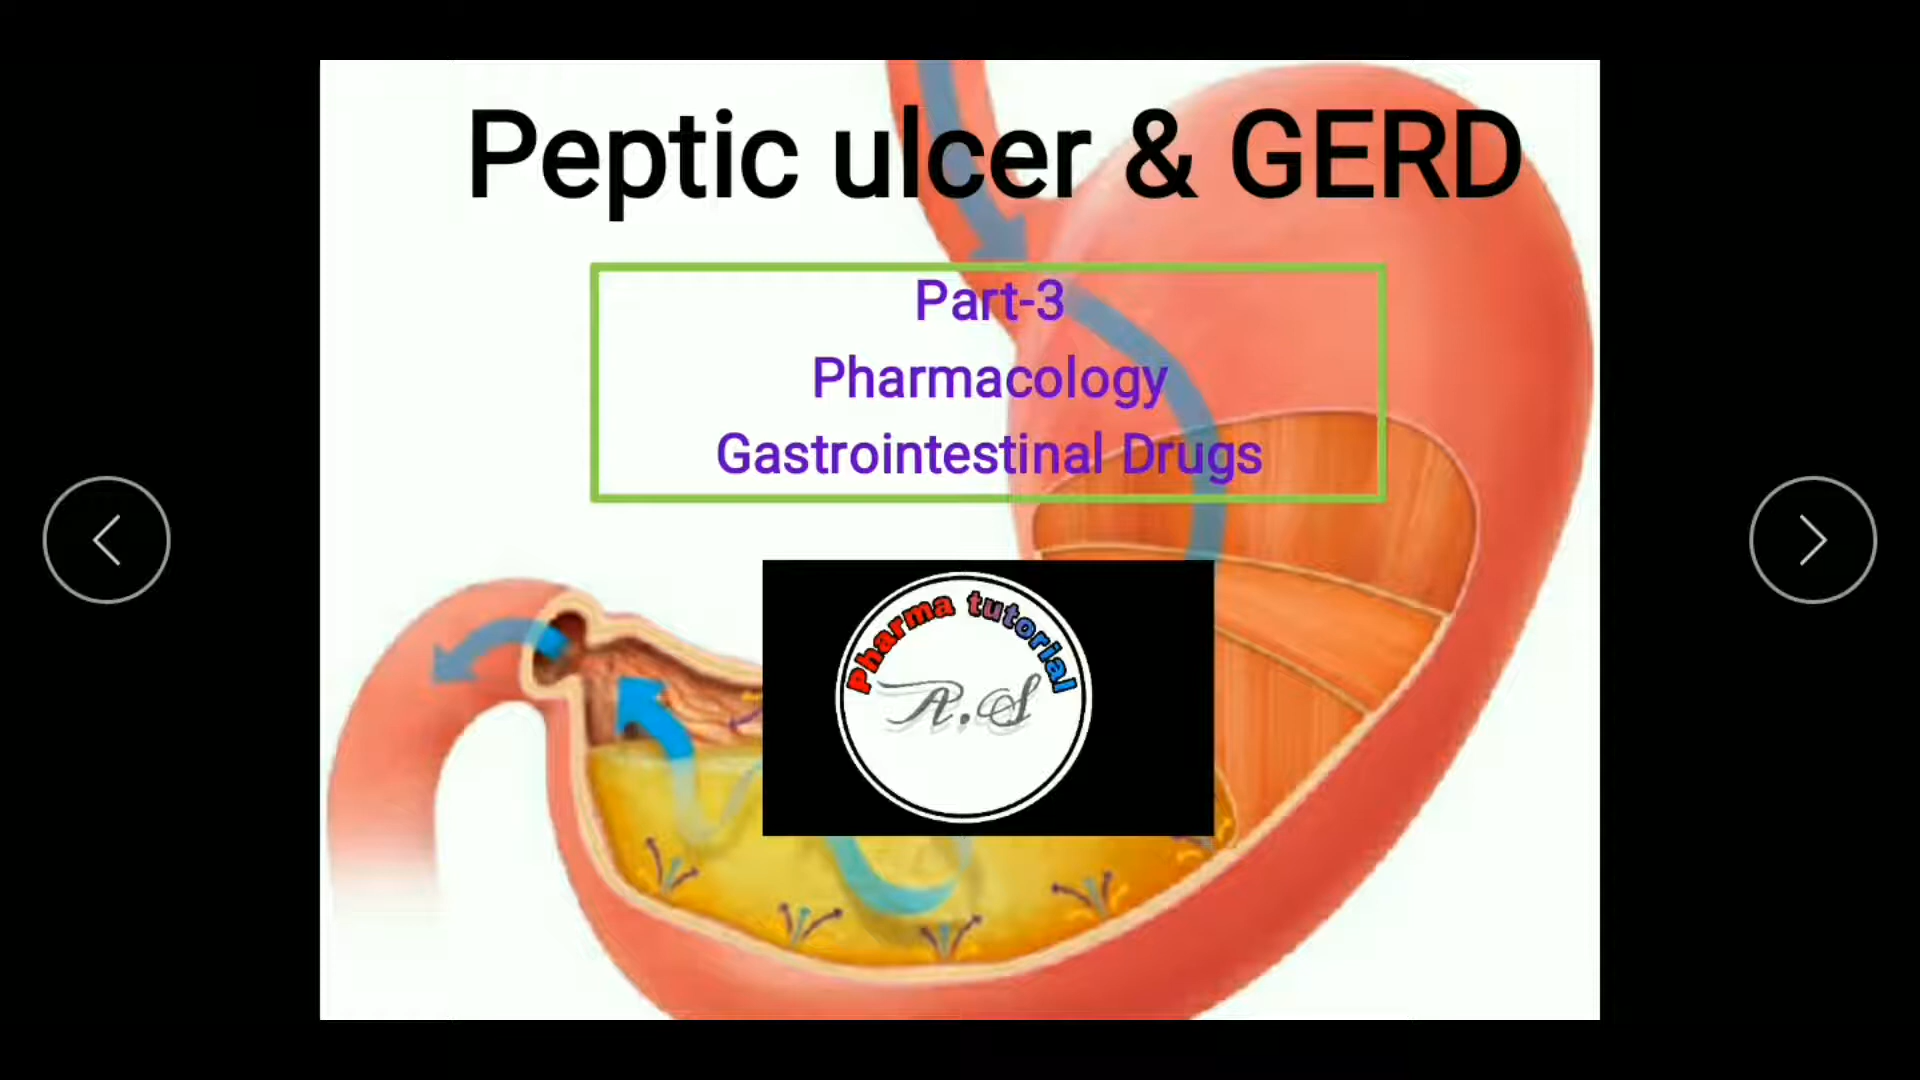 Peptic ulcer & GERD
Part-3
Pharmacology
Gastrointestinal Drugs
Pharma tutorial
A.S